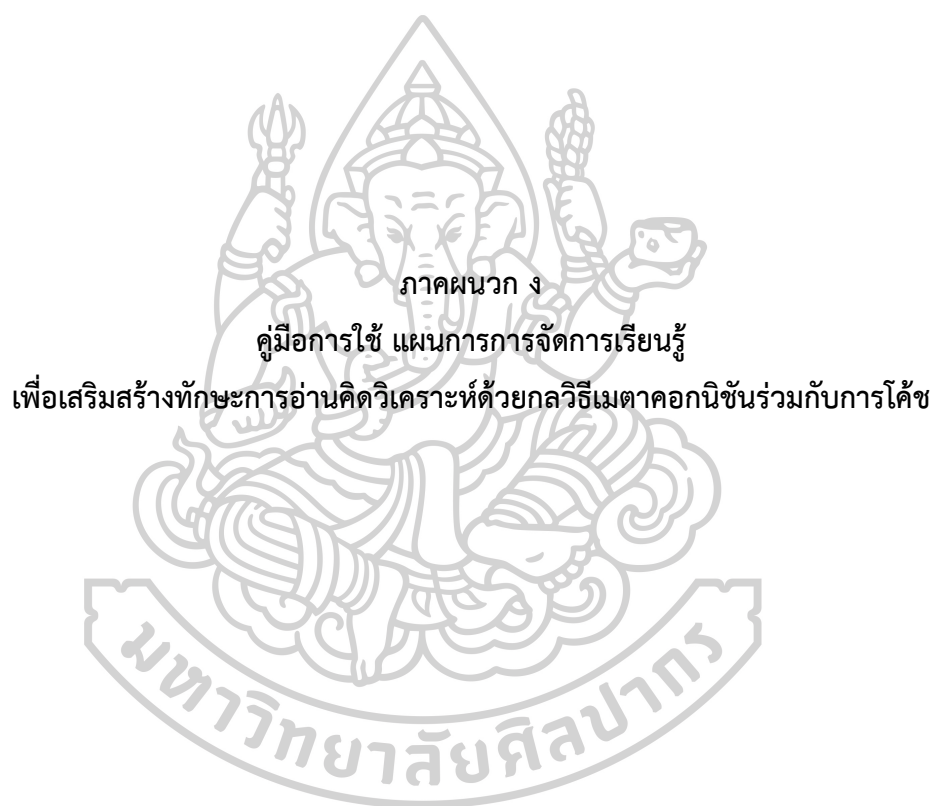 ภาคผนวก ง
คู่มือการใช้ แผนการการจัดการเรียนรู้
เพื่อเสริมสร้างทักษะการอ่านคิดวิเคราะห์ด้วยกลวิธีเมตาคอกนิชันร่วมกับการโค้ช
มหาวิทยาลัยศิลปากร